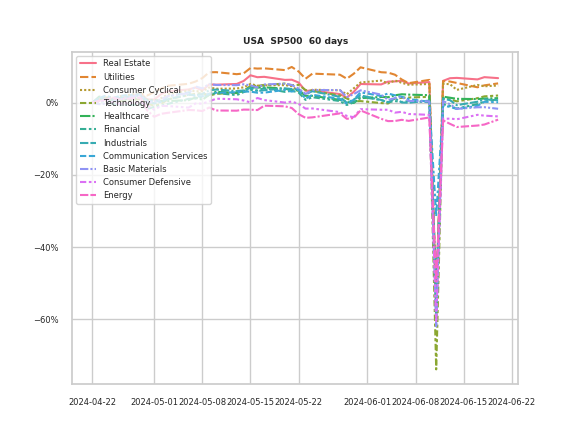 USA SP500 60 days
Real Estate
Utilities
Consumer Cyclical
Technology
Healthcare
Financial
Industrials
Communication Services
Basic Materials
Consumer Defensive
Energy
0%
−20%
−40%
−60%
2024-04-22 2024-05-01 2024-05-08 2024-05-15 2024-05-22 2024-06-01 2024-06-08 2024-06-15 2024-06-22